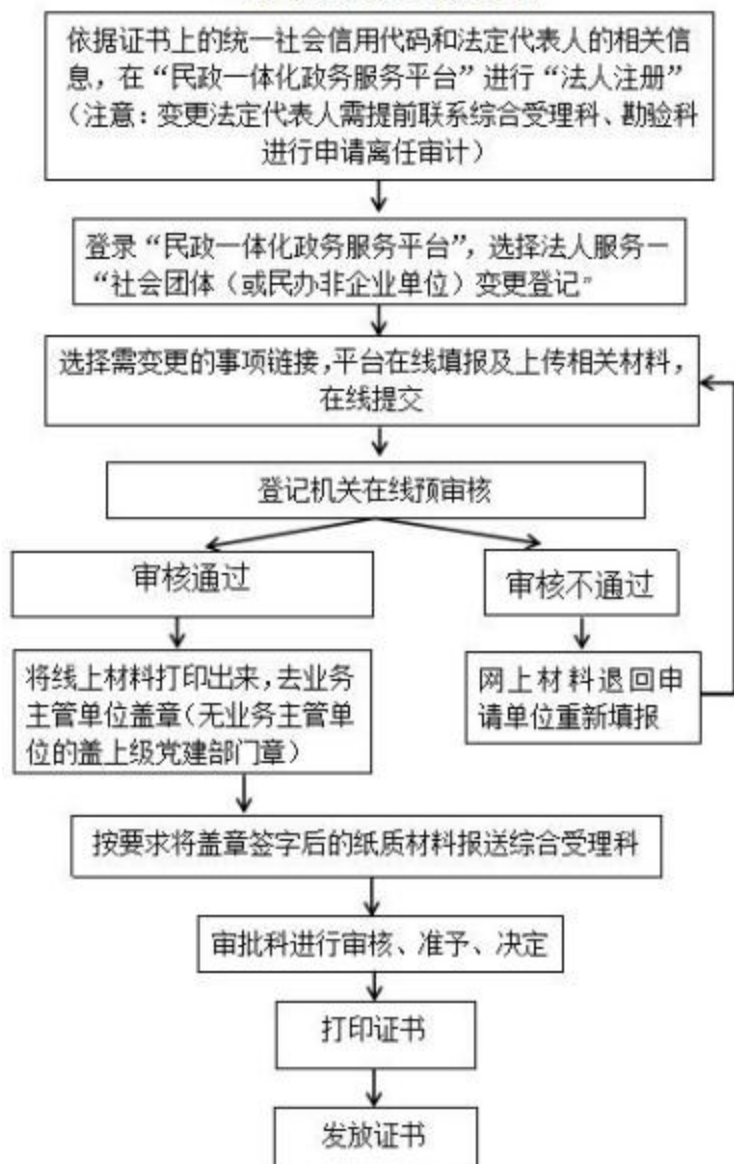 依据证书上的统一社会信用代码和法定代表人的相关信
息，在“民政一体化政务服务平台”进行“法人注册”
（注意：变更法定代表人需提前联系综合受理科、勘验科
进行申请离任审计）
登录“民政一体化政务服务平台”，选择法人服务—
“社会团体（或民办非企业单位）变更登记”
选择需变更的事项链接，平台在线填报及上传相关材料，
在线提交
登记机关在线预审核
审核通过
审核不通过
将线上材料打印出来，去业务
主管单位盖章（无业务主管单
位的盖上级党建部门章）
网上材料退回申
请单位重新填报
按要求将盖章签字后的纸质材料报送综合受理科
审批科进行审核、准予、决定
打印证书
发放证书